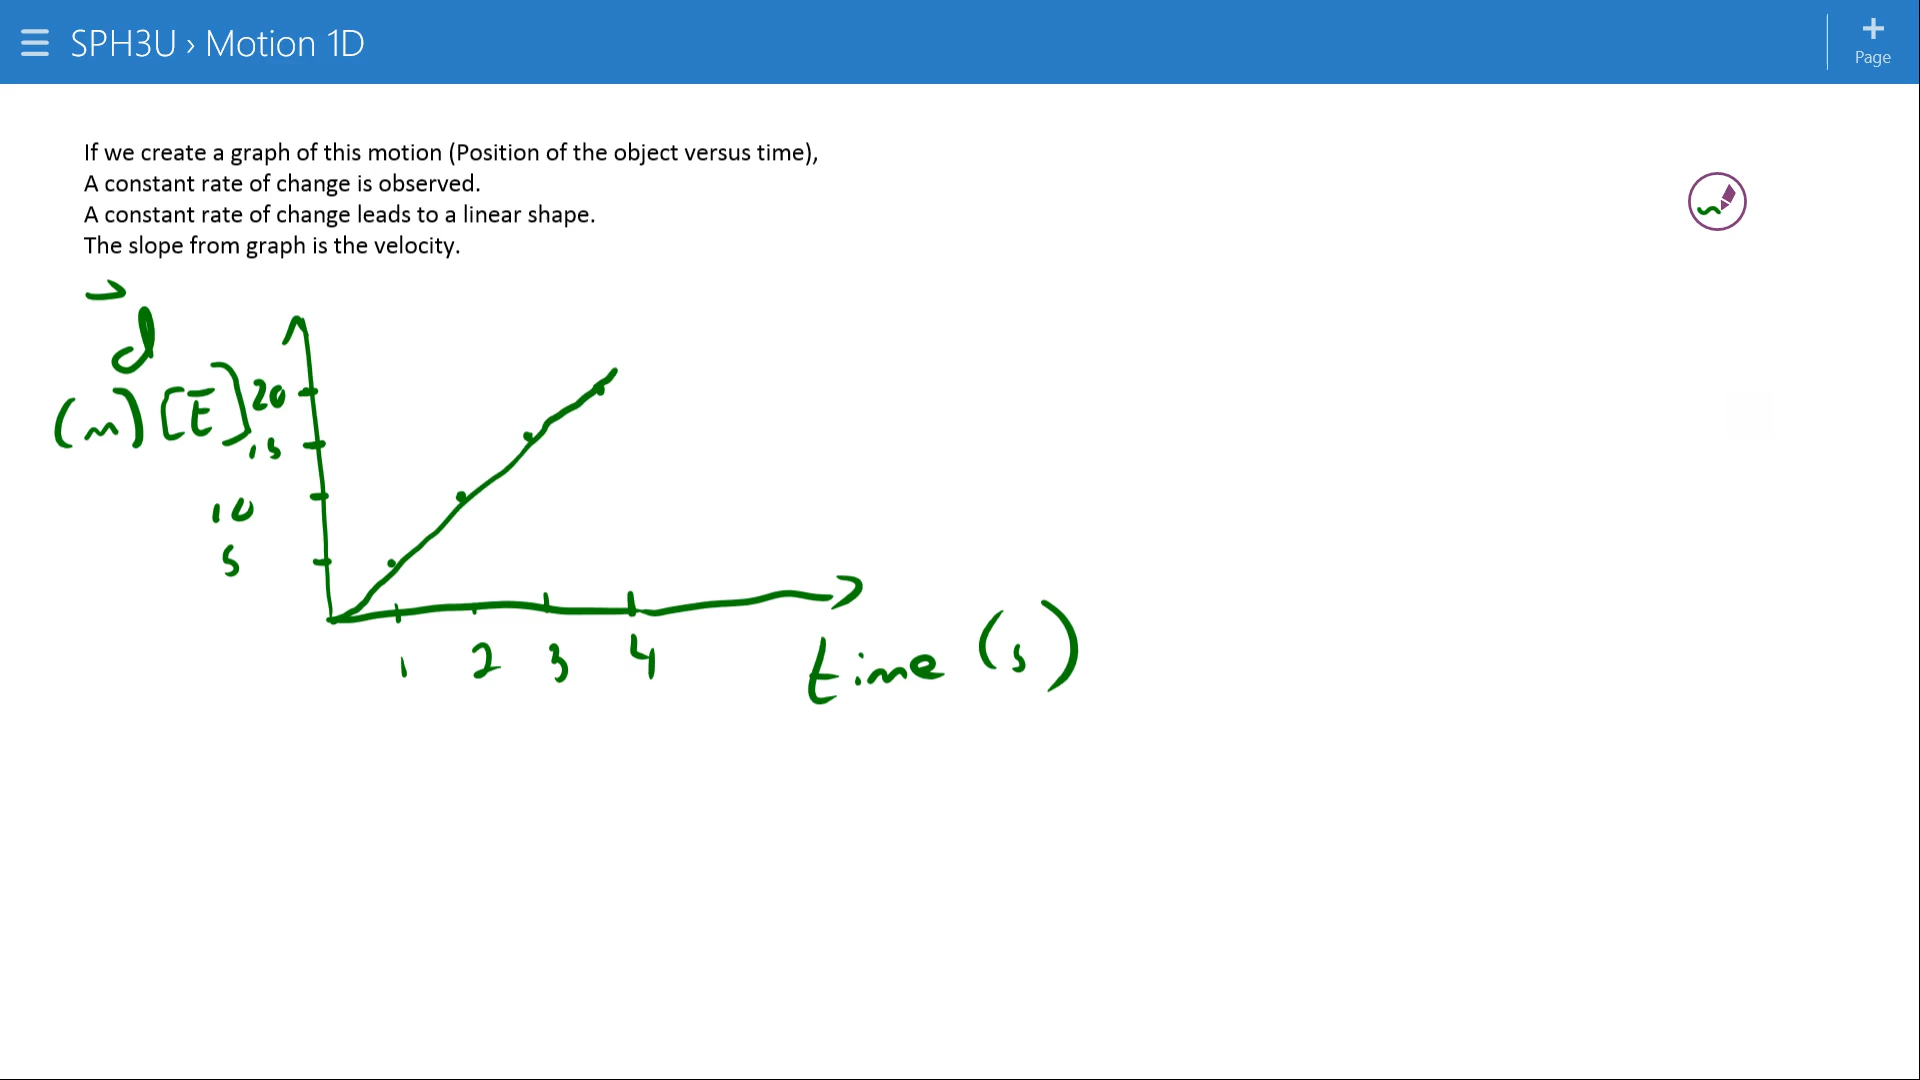 SPH3U › Motion 1D
+
Page
If we create a graph of this motion (Position of the object versus time),
A constant rate of change is observed.
A constant rate of change leads to a linear shape.
The slope from graph is the velocity.
d
(m) [E]
20
15
10
5
1 2 3 4
time (s)